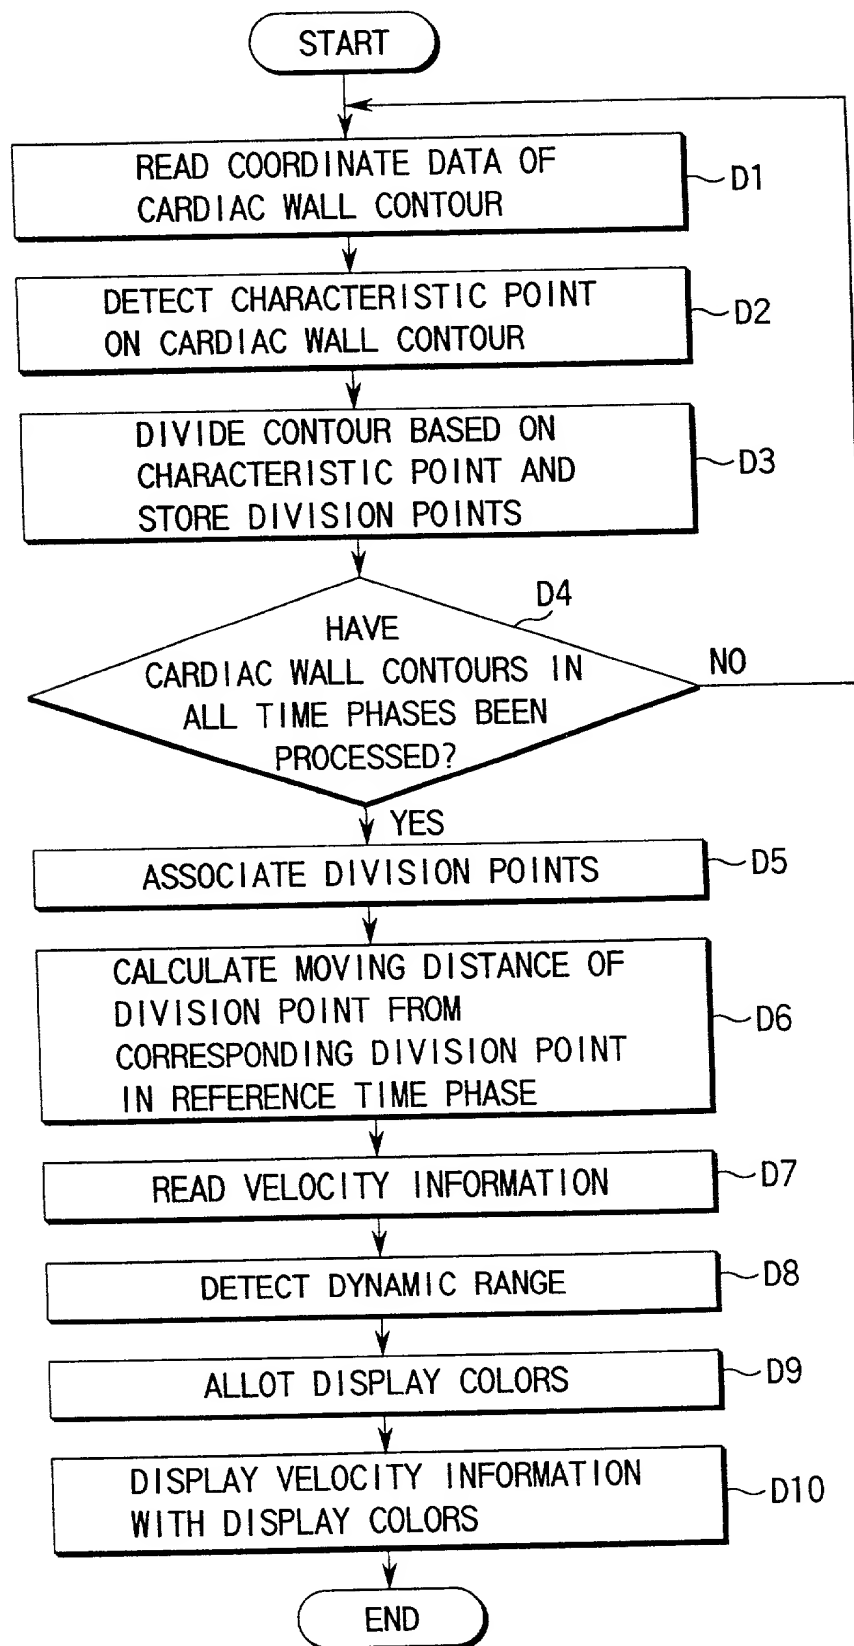 START
READ COORDINATE DATA OF
CARDIAC WALL CONTOUR
D1
DETECT CHARACTERISTIC POINT
ON CARDIAC WALL CONTOUR
D2
DIVIDE CONTOUR BASED ON
CHARACTERISTIC POINT AND
STORE DIVISION POINTS
D3
D4
HAVE
CARDIAC WALL CONTOURS IN
ALL TIME PHASES BEEN
PROCESSED?
NO
YES
ASSOCIATE DIVISION POINTS
D5
CALCULATE MOVING DISTANCE OF
DIVISION POINT FROM
CORRESPONDING DIVISION POINT
IN REFERENCE TIME PHASE
D6
READ VELOCITY INFORMATION
D7
DETECT DYNAMIC RANGE
D8
ALLOT DISPLAY COLORS
D9
DISPLAY VELOCITY INFORMATION
WITH DISPLAY COLORS
D10
END